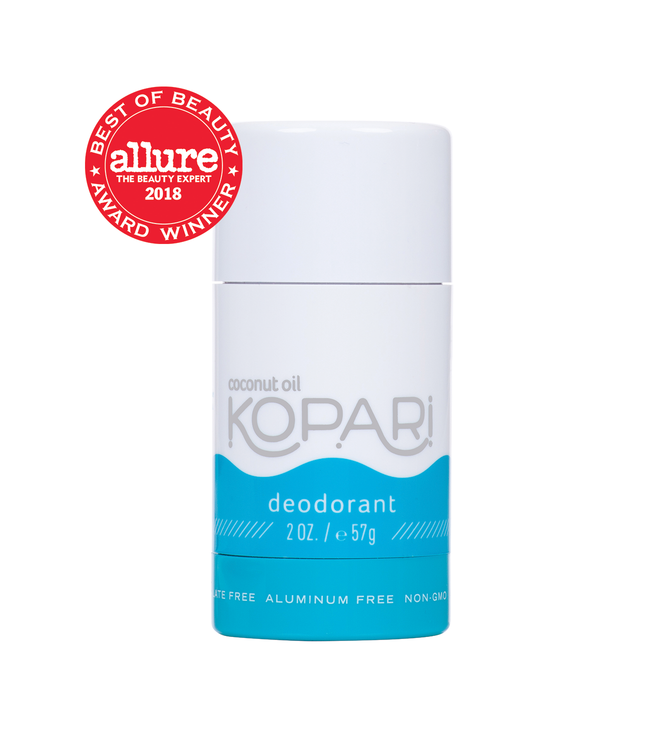 BEST OF BEAUTY
allure
THE BEAUTY EXPERT
2018
AWARD WINNER
coconut oil
KOPARi
deodorant
2 OZ. / ℮ 57g
FREE ALUMINUM FREE NON-GMO